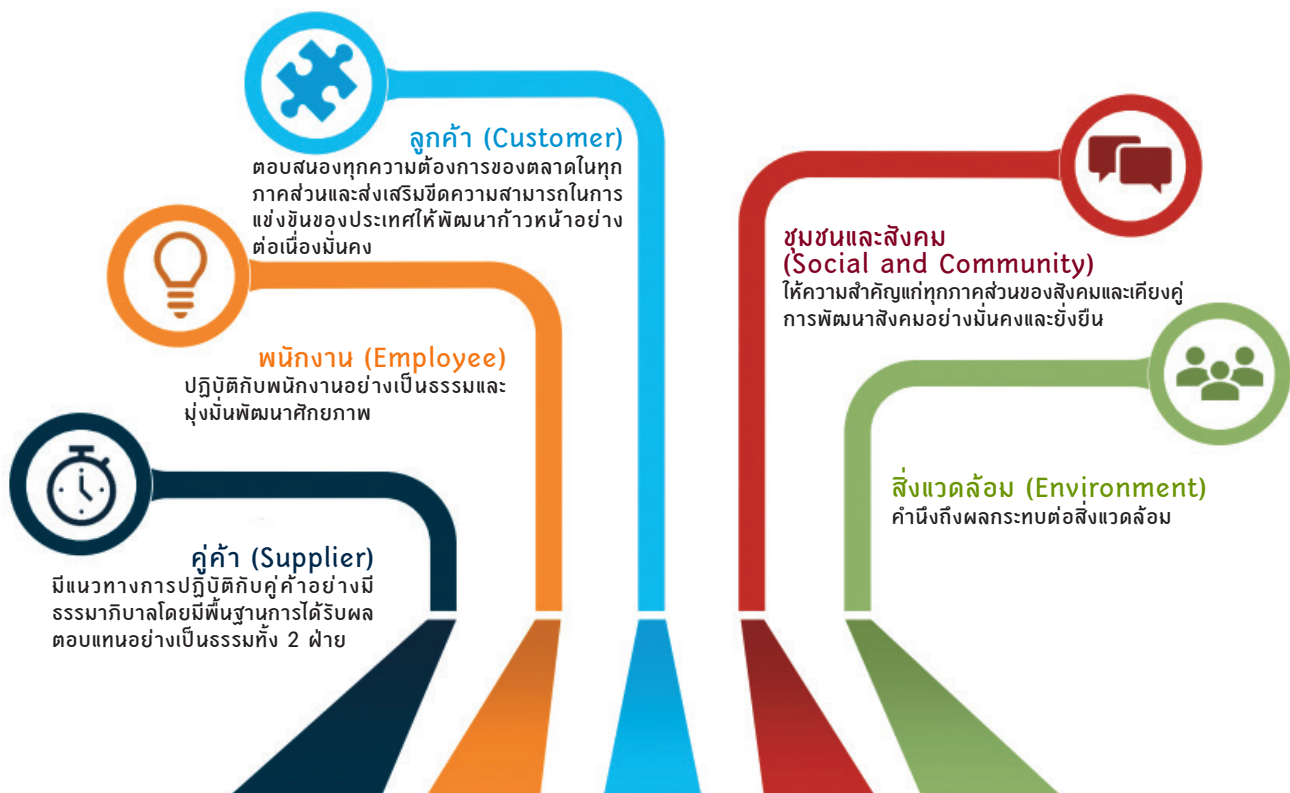 ลูกค้า (Customer)
ตอบสนองทุกความต้องการของตลาดในทุก
ภาคส่วนและส่งเสริมขีดความสามารถในการ
แข่งขันของประเทศให้พัฒนาก้าวหน้าอย่าง
ต่อเนื่องมั่นคง
พนักงาน (Employee)
ปฏิบัติกับพนักงานอย่างเป็นธรรมและ
มุ่งมั่นพัฒนาศักยภาพ
คู่ค้า (Supplier)
มีแนวทางการปฏิบัติกับคู่ค้าอย่างมี
ธรรมาภิบาลโดยมีพื้นฐานการได้รับผล
ตอบแทนอย่างเป็นธรรมทั้ง 2 ฝ่าย
ชุมชนและสังคม
(Social and Community)
ให้ความสำคัญแก่ทุกภาคส่วนของสังคมและเคียงคู่
การพัฒนาสังคมอย่างมั่นคงและยั่งยืน
สิ่งแวดล้อม (Environment)
คำนึงถึงผลกระทบต่อสิ่งแวดล้อม